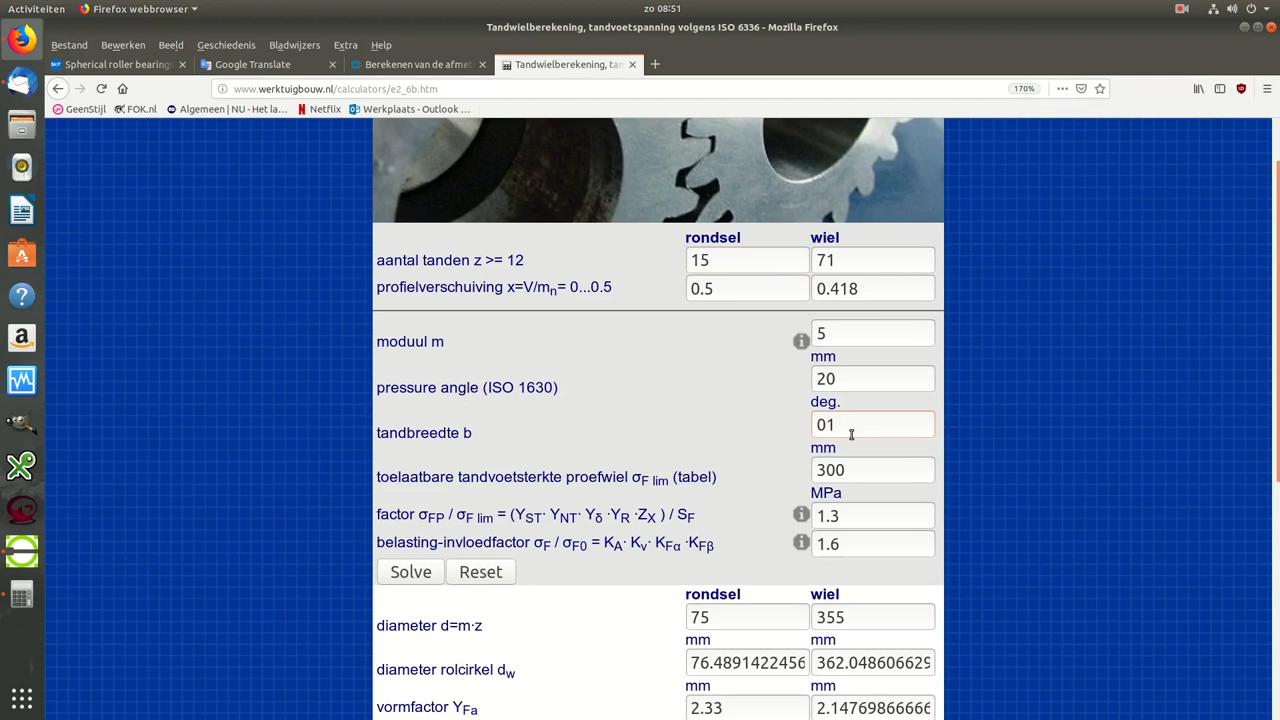 Activiteiten
Firefox webbrowser
zo 08:51
Tandwielberekening, tandvoetspanning volgens ISO 6336 - Mozilla Firefox
Bestand Bewerken Beeld Geschiedenis Bladwijzers Extra Help
SKF Spherical roller bearings
Google Translate
Berekenen van de afmet
Tandwielberekening, tan
www.werktuigbouw.nl/calculators/e2_6b.htm
170%
GeenStijl FOK.nl Algemeen | NU - Het la... Netflix Werkplaats - Outlook ...
rondsel wiel
aantal tanden z >= 12 15 71
profielverschuiving x=V/mn= 0...0.5 0.5 0.418
moduul m 5
mm
pressure angle (ISO 1630) 20
deg.
tandbreedte b 01
mm
toelaatbare tandvoetsterkte proefwiel σF lim (tabel) 300
MPa
factor σFP / σF lim = (YST· YNT· Yδ ·YR ·ZX ) / SF 1.3
belasting-invloedfactor σF / σF0 = KA· Kv· KFα ·KFβ 1.6
Solve Reset
rondsel wiel
diameter d=m·z 75 355
mm mm
diameter rolcirkel dw 76.4891422456 362.048606629
mm mm
vormfactor YFa 2.33 2.14769866666